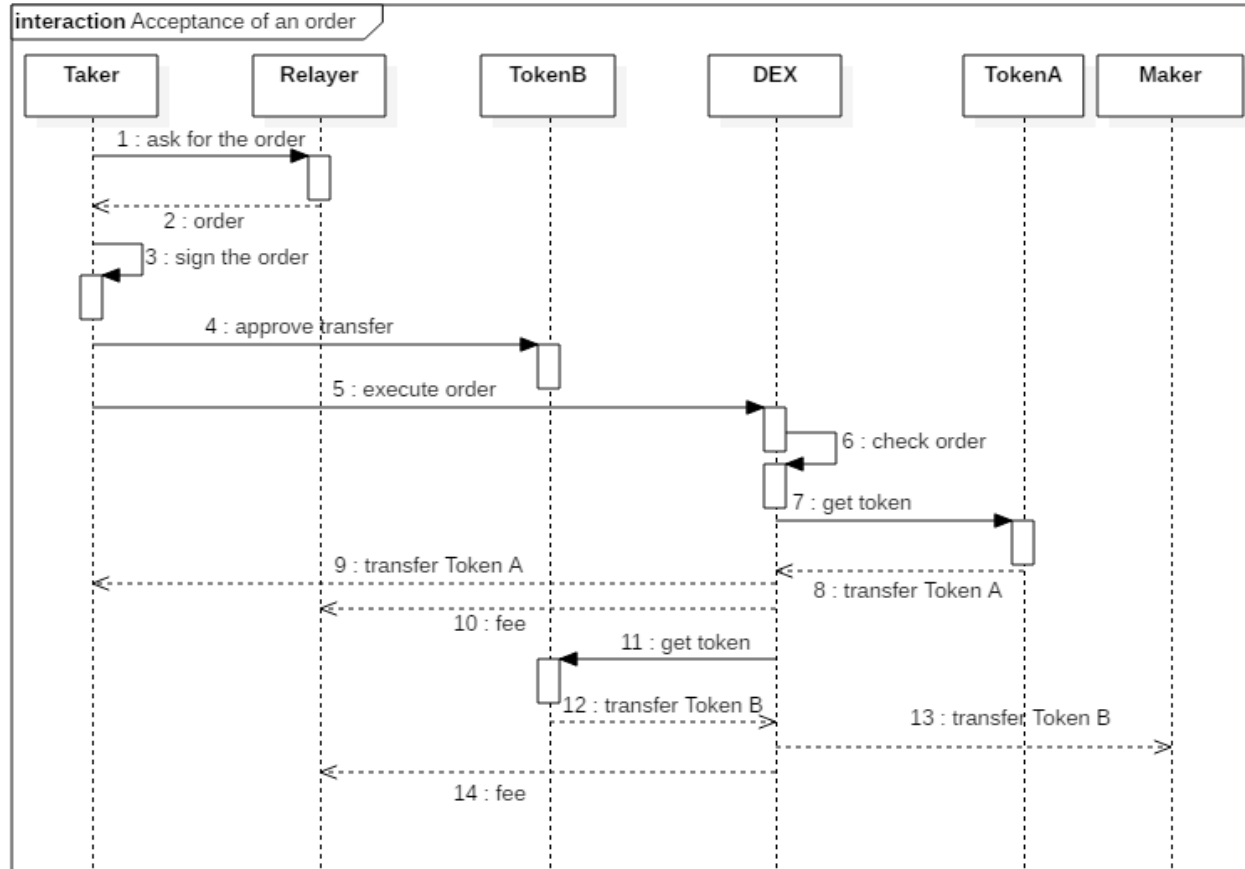 interaction Acceptance of an order
Taker
Relayer
TokenB
DEX
TokenA
Maker
1 : ask for the order
2 : order
3 : sign the order
4 : approve transfer
5 : execute order
6 : check order
7 : get token
9 : transfer Token A
8 : transfer Token A
10 : fee
11 : get token
12 : transfer Token B
13 : transfer Token B
14 : fee